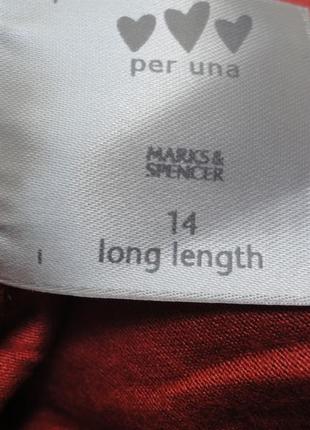 per una
MARKS &
SPENCER
14
long length